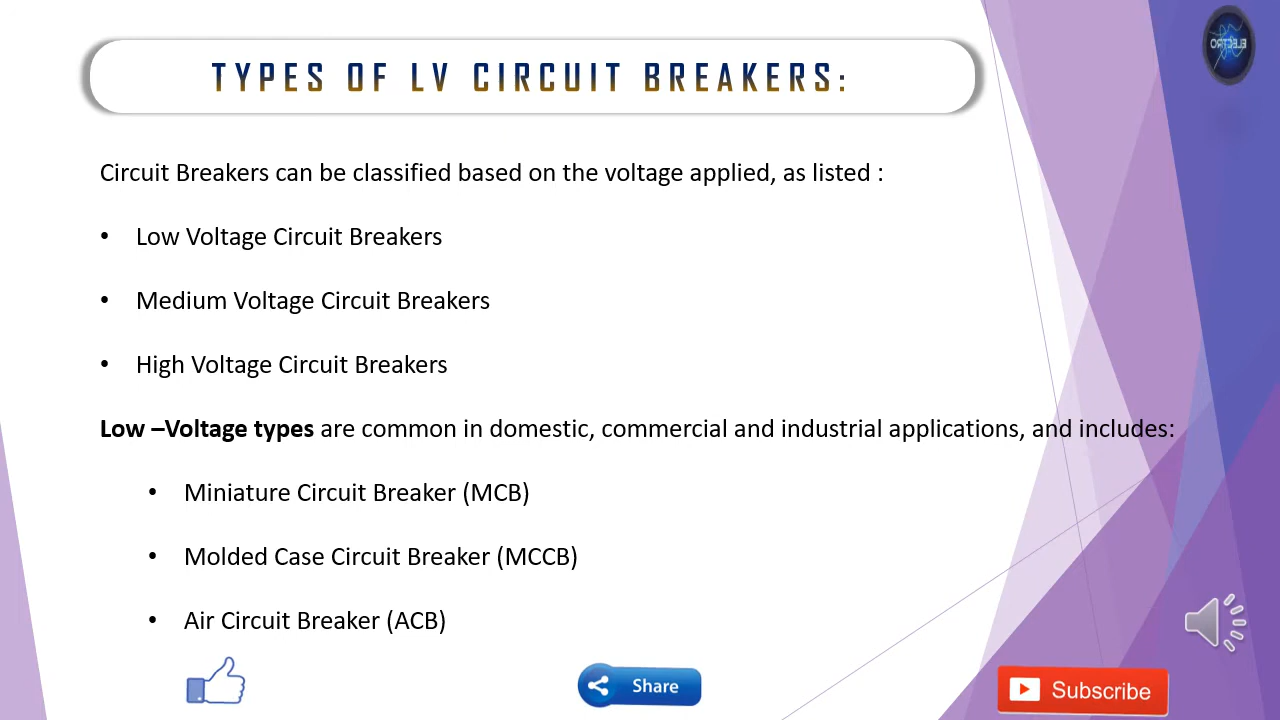 TYPES OF LV CIRCUIT BREAKERS:
ELECTRO
Circuit Breakers can be classified based on the voltage applied, as listed :
• Low Voltage Circuit Breakers
• Medium Voltage Circuit Breakers
• High Voltage Circuit Breakers
Low –Voltage types are common in domestic, commercial and industrial applications, and includes:
• Miniature Circuit Breaker (MCB)
• Molded Case Circuit Breaker (MCCB)
• Air Circuit Breaker (ACB)
Share
Subscribe